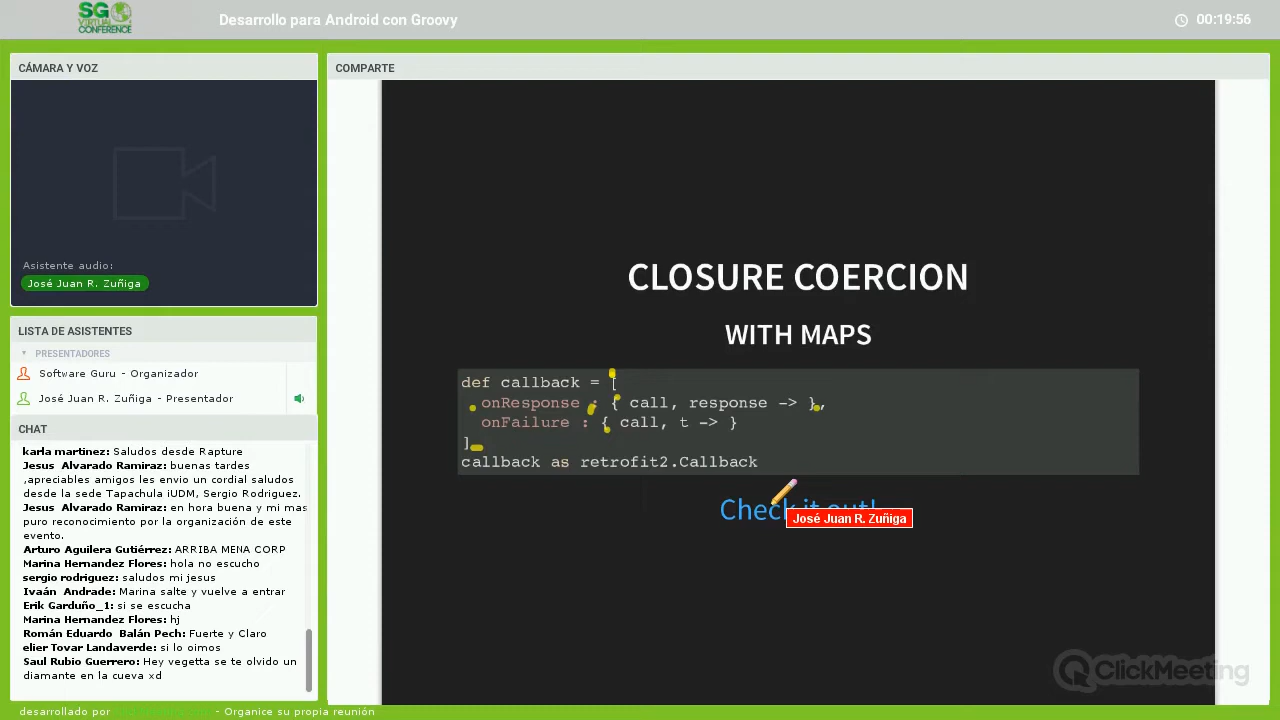 SG
VIRTUAL
CONFERENCE
Desarrollo para Android con Groovy
00:19:56
CÁMARA Y VOZ
Asistente audio:
José Juan R. Zuñiga
LISTA DE ASISTENTES
PRESENTADORES
Software Guru - Organizador
José Juan R. Zuñiga - Presentador
CHAT
karla martinez: Saludos desde Rapture
Jesus Alvarado Ramiraz: buenas tardes
,apreciables amigos les envio un cordial saludos
desde la sede Tapachula iUDM, Sergio Rodriguez.
Jesus Alvarado Ramiraz: en hora buena y mi mas
puro reconocimiento por la organización de este
evento.
Arturo Aguilera Gutiérrez: ARRIBA MENA CORP
Marina Hernandez Flores: hola no escucho
sergio rodriguez: saludos mi jesus
Ivaán Andrade: Marina salte y vuelve a entrar
Erik Garduño_1: si se escucha
Marina Hernandez Flores: hj
Román Eduardo Balán Pech: Fuerte y Claro
elier Tovar Landaverde: si lo oimos
Saul Rubio Guerrero: Hey vegetta se te olvido un
diamante en la cueva xd
desarrollado por
- Organice su propia reunión
COMPARTE
CLOSURE COERCION
WITH MAPS
def callback = [
onResponse : { call, response -> },
onFailure : { call, t -> }
]
callback as retrofit2.Callback
Check it out!
José Juan R. Zuñiga
ClickMeeting